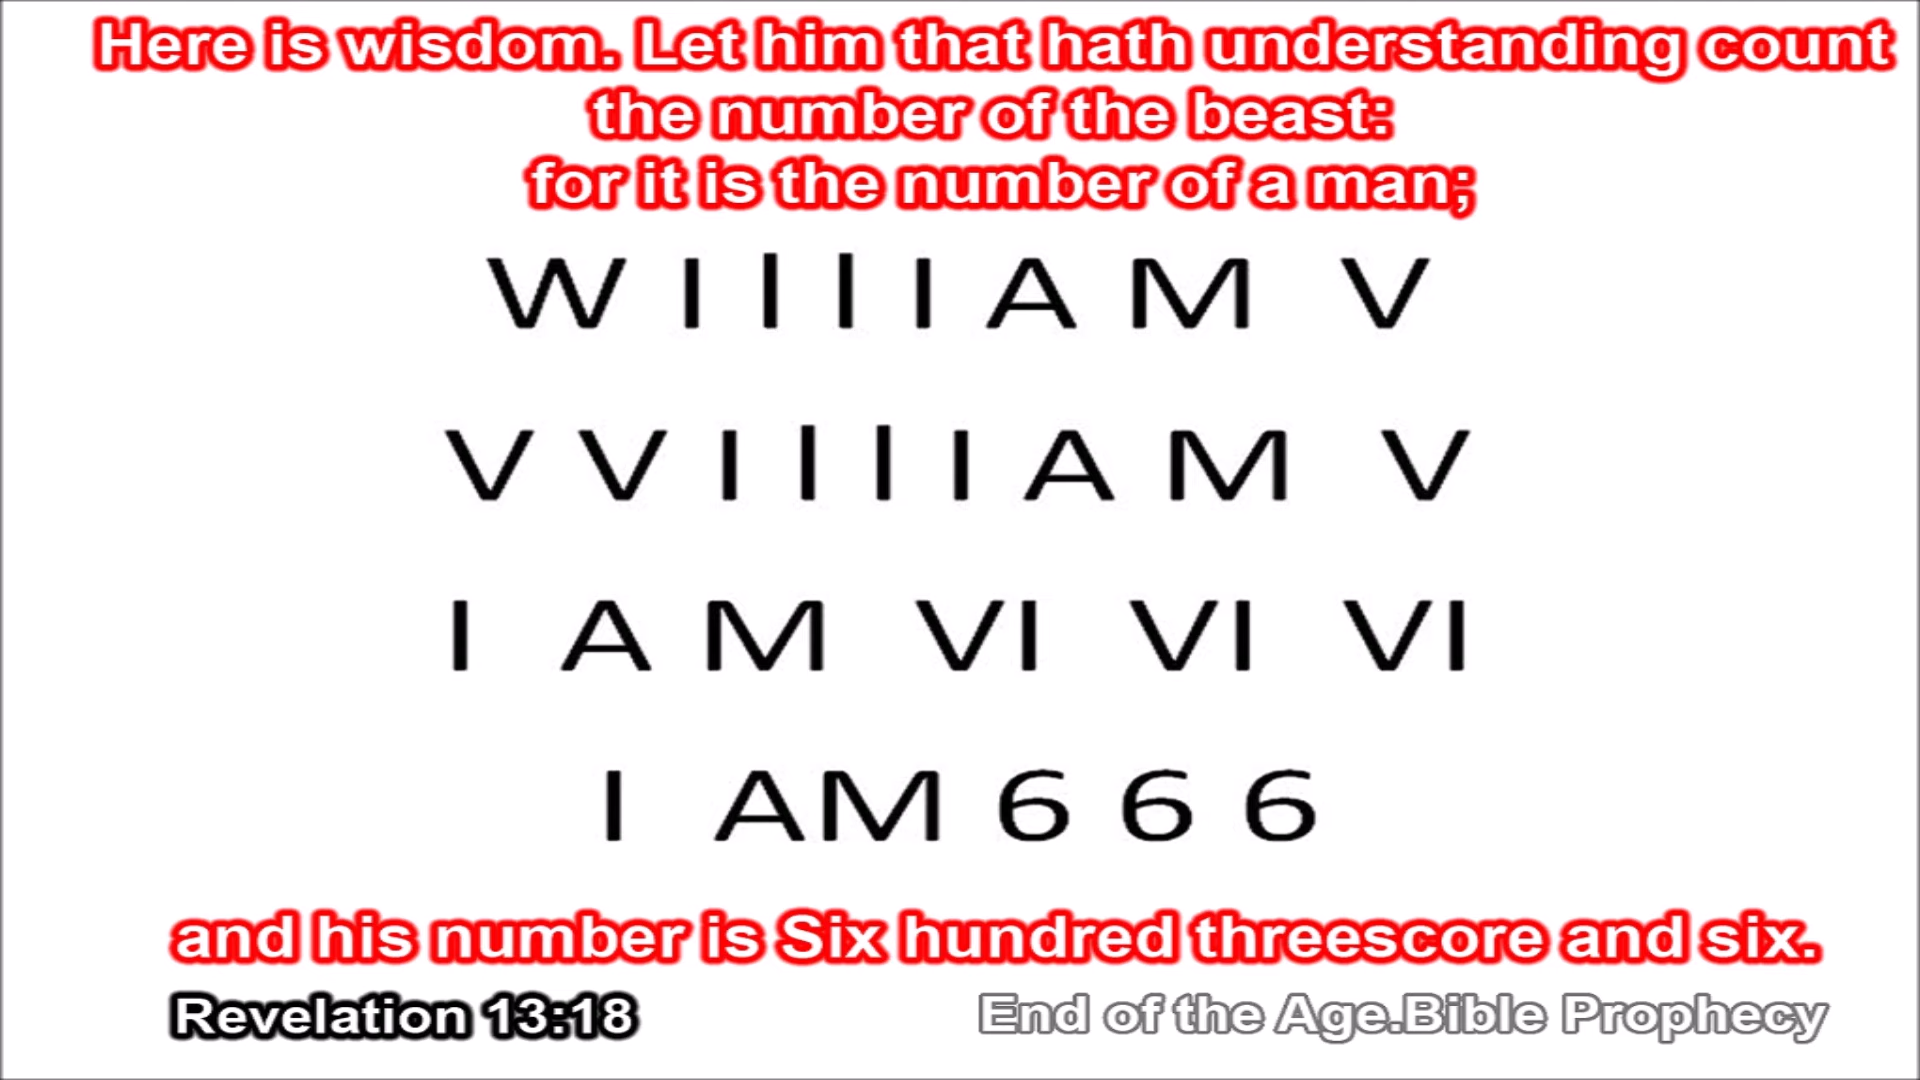 Here is wisdom. Let him that hath understanding count
the number of the beast:
for it is the number of a man;
W I l l I A M V
V V I l l I A M V
I A M VI VI VI
I AM 6 6 6
and his number is Six hundred threescore and six.
Revelation 13:18
End of the Age.Bible Prophecy